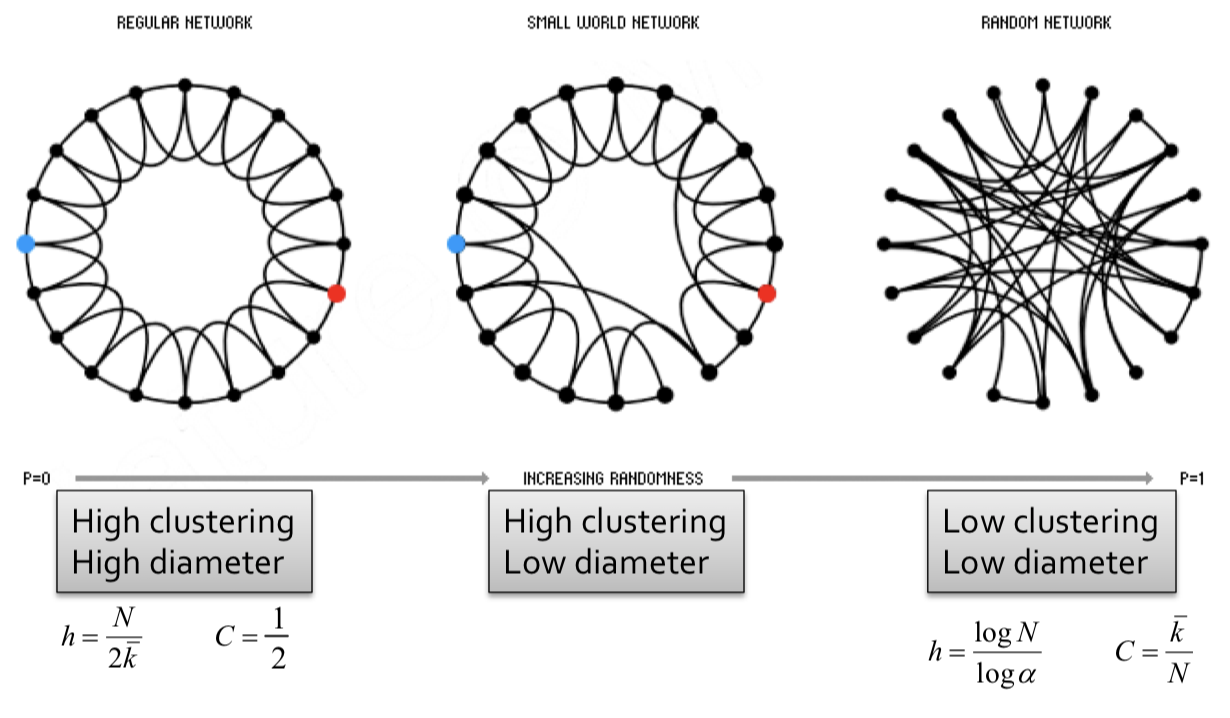 REGULAR NETWORK
SMALL WORLD NETWORK
RANDOM NETWORK
P=0
INCREASING RANDOMNESS
P=1
High clustering
High diameter
High clustering
Low diameter
Low clustering
Low diameter
h = N / 2k̄
C = 1 / 2
h = log N / log α
C = k̄ / N